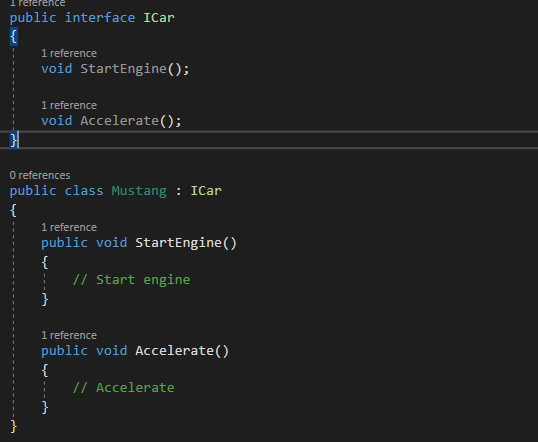 1 reference
public interface ICar
{
1 reference
void StartEngine();
1 reference
void Accelerate();
}
0 references
public class Mustang : ICar
{
1 reference
public void StartEngine()
{
// Start engine
}
1 reference
public void Accelerate()
{
// Accelerate
}
}